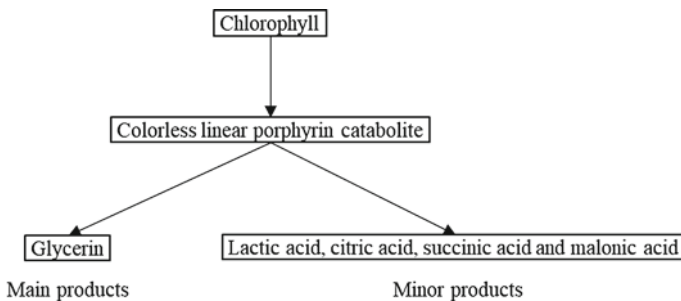 Chlorophyll
Colorless linear porphyrin catabolite
Glycerin
Lactic acid, citric acid, succinic acid and malonic acid
Main products
Minor products